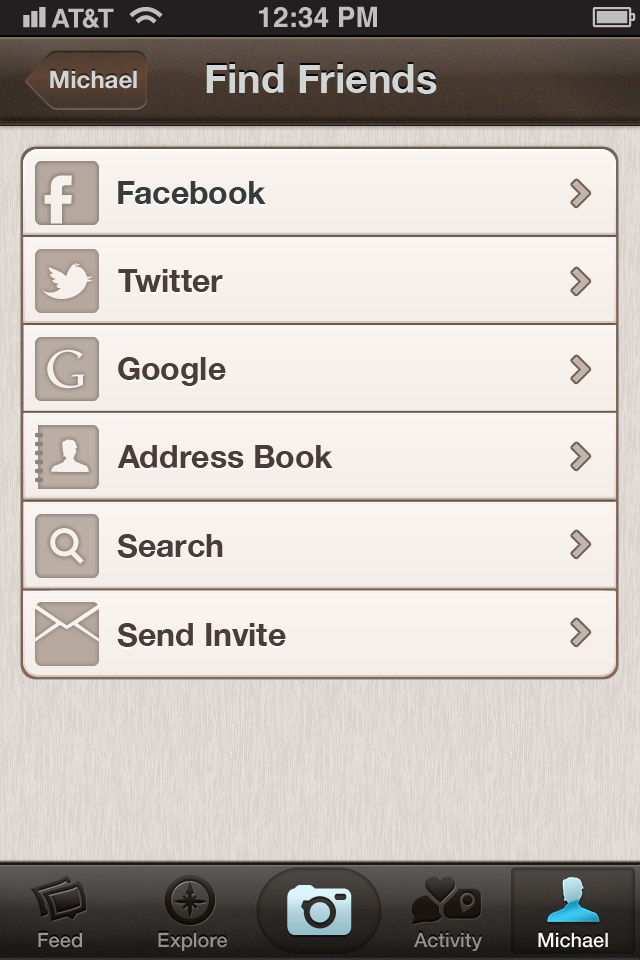 AT&T 12:34 PM
Michael Find Friends
Facebook
Twitter
Google
Address Book
Search
Send Invite
Feed Explore Activity Michael